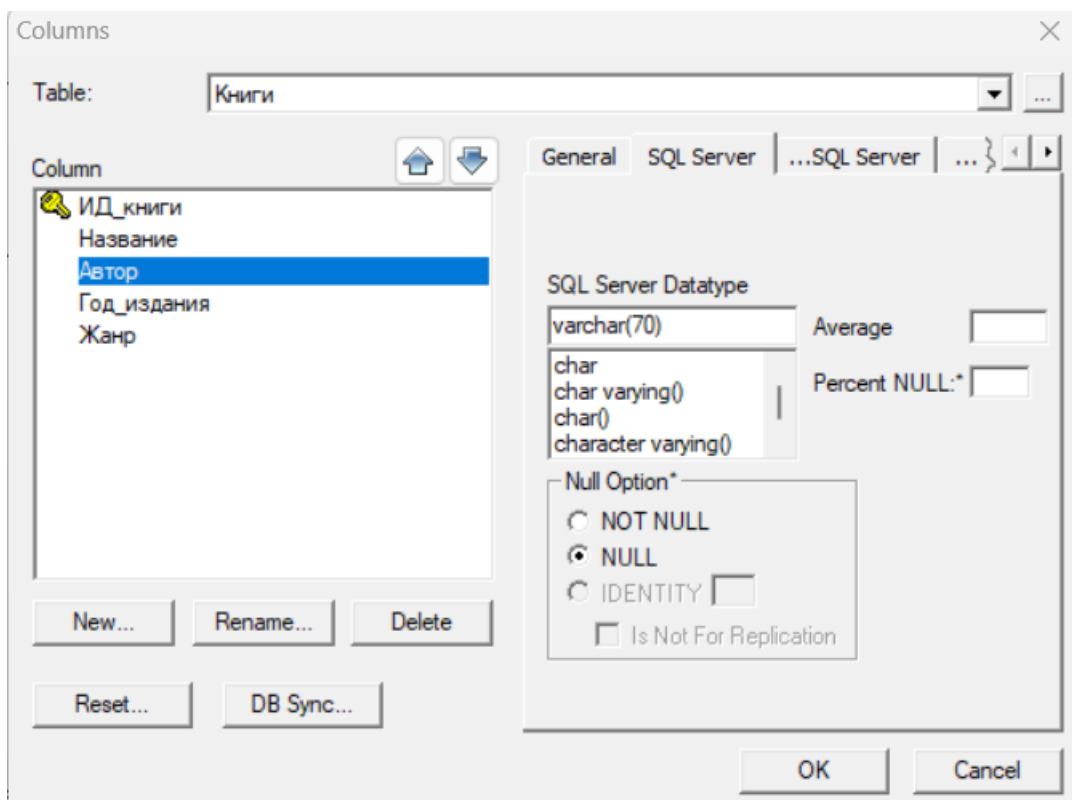 Columns
Table:
Книги
...
Column
ИД_книги
Название
Автор
Год_издания
Жанр
New...
Rename...
Delete
Reset...
DB Sync...
General
SQL Server
...SQL Server
...
SQL Server Datatype
varchar(70)
char
char varying()
char()
character varying()
Average
Percent NULL:*
Null Option*
NOT NULL
NULL
IDENTITY
Is Not For Replication
OK
Cancel